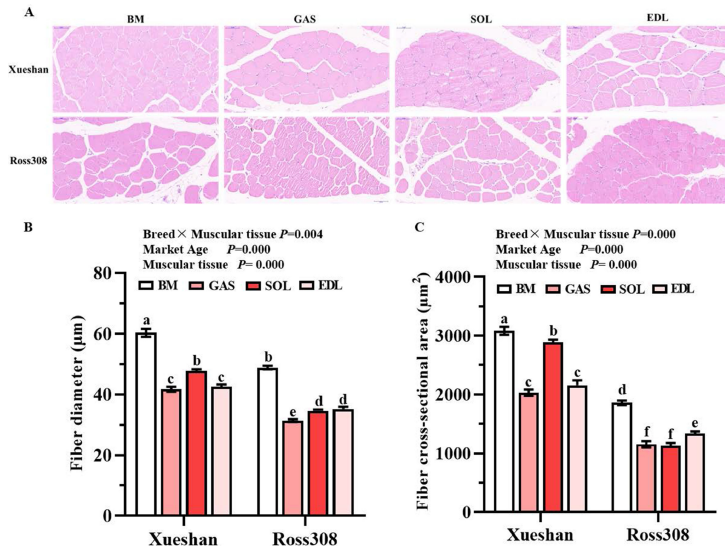 A
BM GAS SOL EDL
Xueshan
Ross308
B
Breed× Muscular tissue P=0.004
Market Age P=0.000
Muscular tissue P= 0.000
BM GAS SOL EDL
Fiber diameter (μm)
80
60
40
20
0
a
c
b
c
b
e
d
d
Xueshan Ross308
C
Breed× Muscular tissue P=0.000
Market Age P=0.000
Muscular tissue P= 0.000
BM GAS SOL EDL
Fiber cross-sectional area (μm²)
4000
3000
2000
1000
0
a
c
b
c
d
f
f
e
Xueshan Ross308